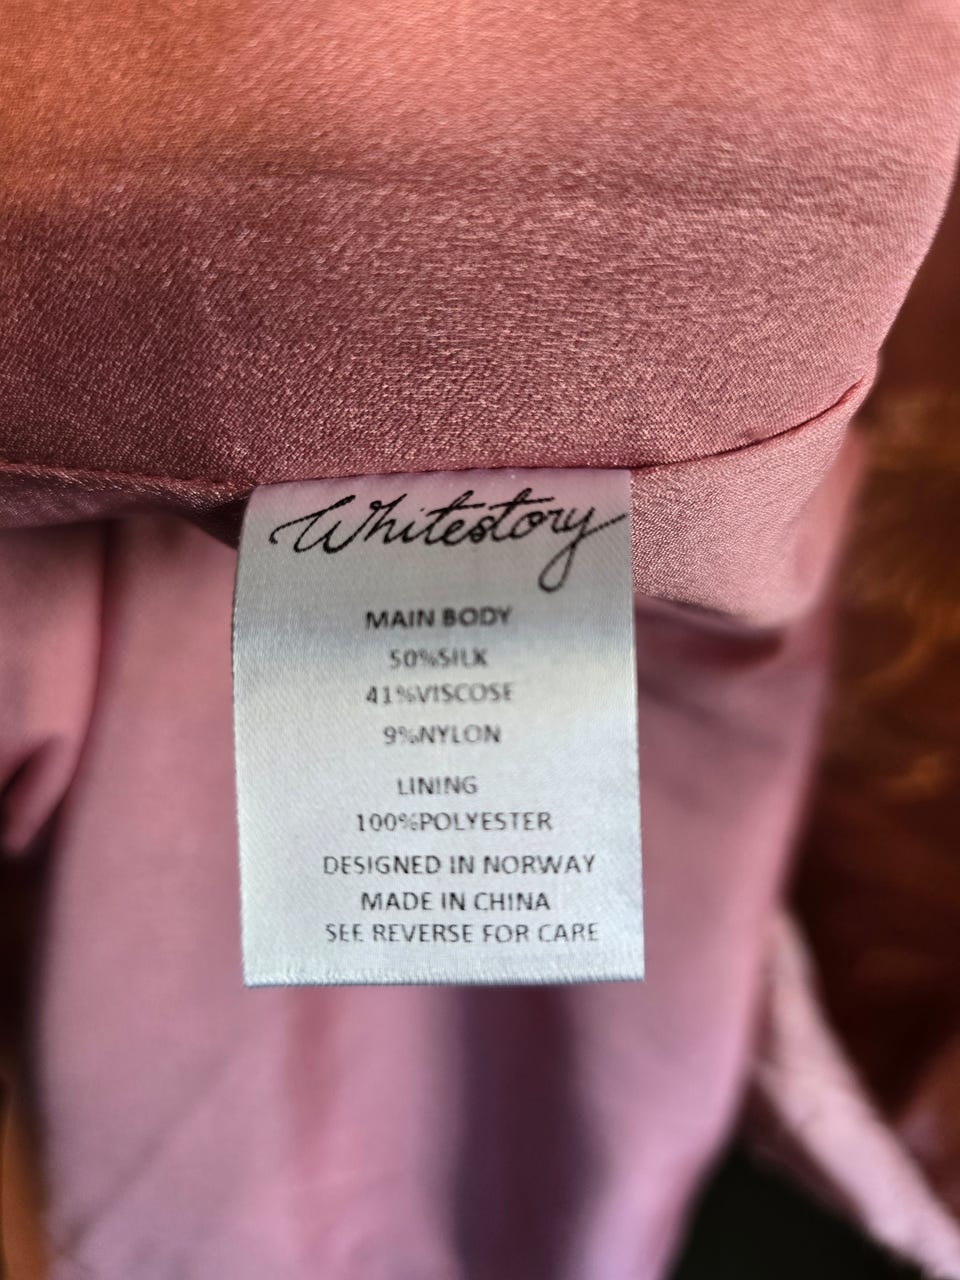 Whitestory
MAIN BODY
50%SILK
41%VISCOSE
9%NYLON
LINING
100%POLYESTER
DESIGNED IN NORWAY
MADE IN CHINA
SEE REVERSE FOR CARE